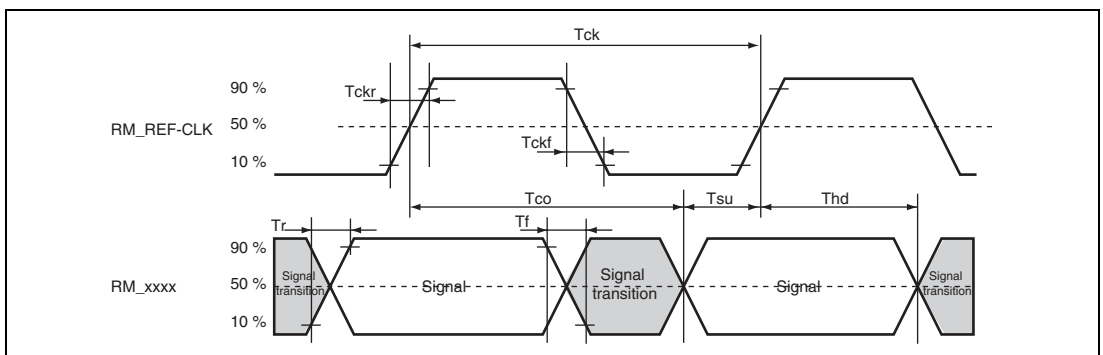 Tck
90 %
Tckr
50 %
RM_REF-CLK
Tckf
10 %
Tco
Tsu
Thd
Tr
Tf
90 %
Signal
transition
Signal
transition
Signal
transition
50 %
RM_xxxx
Signal
Signal
10 %